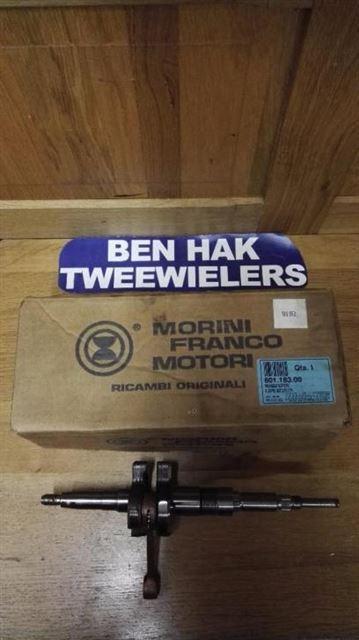 BEN HAK
TWEEWIELERS
®
MORINI
FRANCO
MOTORI
RICAMBI ORIGINALI
Qta. 1
601.183.00